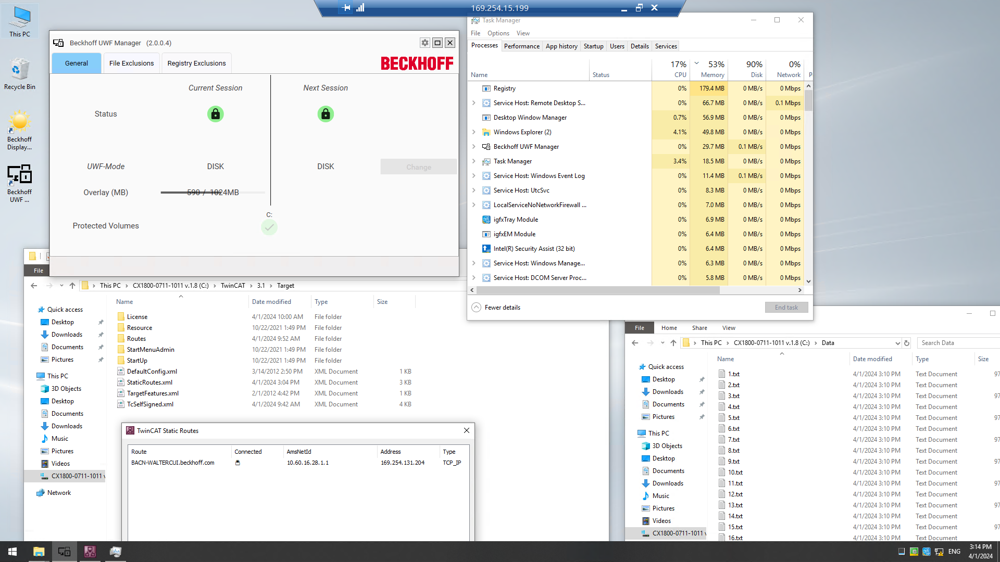 169.254.15.199
This PC
Recycle Bin
Beckhoff
Display...
Beckhoff
UWF ...
Beckhoff UWF Manager (2.0.0.4)
General
File Exclusions
Registry Exclusions
BECKHOFF
Current Session
Next Session
Status
UWF-Mode
DISK
DISK
Change
Overlay (MB)
590 / 1024MB
C:
Protected Volumes
Task Manager
File Options View
Processes Performance App history Startup Users Details Services
17% 53% 90% 0%
Name Status CPU Memory Disk Network P
Registry 0% 179.4 MB 0 MB/s 0 Mbps
Service Host: Remote Desktop S... 0% 66.7 MB 0 MB/s 0.1 Mbps
Desktop Window Manager 0.7% 56.9 MB 0 MB/s 0 Mbps
Windows Explorer (2) 4.1% 49.8 MB 0 MB/s 0 Mbps
Beckhoff UWF Manager 0% 29.7 MB 0.1 MB/s 0 Mbps
Task Manager 3.4% 18.5 MB 0 MB/s 0 Mbps
Service Host: Windows Event Log 0% 11.4 MB 0.1 MB/s 0 Mbps
Service Host: UtcSvc 0% 8.3 MB 0 MB/s 0 Mbps
LocalServiceNoNetworkFirewall ... 0% 7.0 MB 0 MB/s 0 Mbps
igfxTray Module 0% 6.9 MB 0 MB/s 0 Mbps
igfxEM Module 0% 6.4 MB 0 MB/s 0 Mbps
Intel(R) Security Assist (32 bit) 0% 6.4 MB 0 MB/s 0 Mbps
Service Host: Windows Manage... 0% 6.3 MB 0 MB/s 0 Mbps
Service Host: DCOM Server Proc... 0% 5.8 MB 0 MB/s 0 Mbps
Fewer details
End task
File
This PC CX1800-0711-1011 v.1.8 (C:) TwinCAT 3.1 Target
Quick access
Desktop
Downloads
Documents
Pictures
This PC
3D Objects
Desktop
Documents
Downloads
Music
Pictures
Videos
CX1800-0711-1011 v
Network
Name Date modified Type Size
License 4/1/2024 10:00 AM File folder
Resource 10/22/2021 1:49 PM File folder
Routes 4/1/2024 9:52 AM File folder
StartMenuAdmin 10/22/2021 1:49 PM File folder
StartUp 10/22/2021 1:49 PM File folder
DefaultConfig.xml 3/14/2012 2:50 PM XML Document 1 KB
StaticRoutes.xml 4/1/2024 3:04 PM XML Document 3 KB
TargetFeatures.xml 2/1/2012 4:42 PM XML Document 1 KB
TcSelfSigned.xml 4/1/2024 9:42 AM XML Document 4 KB
TwinCAT Static Routes
Route Connected AmsNetId Address Type
BACN-WALTERCUI.beckhoff.com 10.60.16.28.1.1 169.254.131.204 TCP_IP
File Home Share View
This PC CX1800-0711-1011 v.1.8 (C:) Data
Search Data
Quick access
Desktop
Downloads
Documents
Pictures
This PC
3D Objects
Desktop
Documents
Downloads
Music
Pictures
Videos
CX1800-0711-1011 v
Name Date modified Type Size
1.txt 4/1/2024 3:10 PM Text Document 97
2.txt 4/1/2024 3:10 PM Text Document
3.txt 4/1/2024 3:10 PM Text Document 97
4.txt 4/1/2024 3:10 PM Text Document
5.txt 4/1/2024 3:10 PM Text Document 97
6.txt 4/1/2024 3:10 PM Text Document
7.txt 4/1/2024 3:10 PM Text Document 97
8.txt 4/1/2024 3:10 PM Text Document
9.txt 4/1/2024 3:10 PM Text Document 97
10.txt 4/1/2024 3:10 PM Text Document
11.txt 4/1/2024 3:10 PM Text Document 97
12.txt 4/1/2024 3:10 PM Text Document
13.txt 4/1/2024 3:10 PM Text Document 97
14.txt 4/1/2024 3:10 PM Text Document
15.txt 4/1/2024 3:10 PM Text Document 97
16.txt 4/1/2024 3:10 PM Text Document
ENG
3:14 PM
4/1/2024